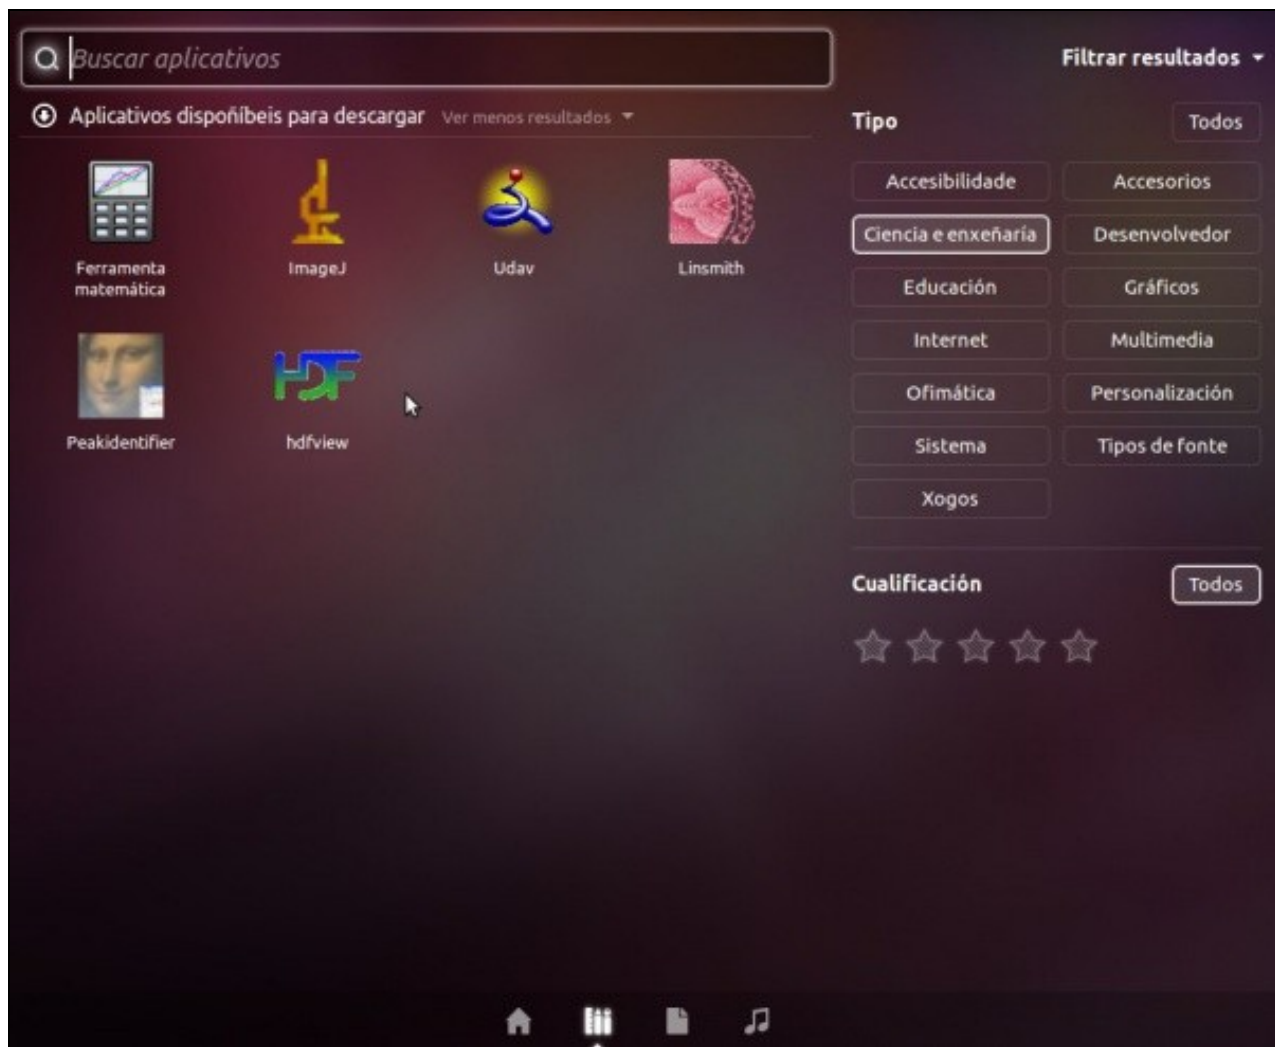 Buscar aplicativos
Filtrar resultados
Aplicativos dispoñíbeis para descargar Ver menos resultados
Ferramenta
matemática
ImageJ
Udav
Linsmith
Peakidentifier
HDF
hdfview
Tipo
Todos
Accesibilidade
Accesorios
Ciencia e enxeñaría
Desenvolvedor
Educación
Gráficos
Internet
Multimedia
Ofimática
Personalización
Sistema
Tipos de fonte
Xogos
Cualificación
Todos